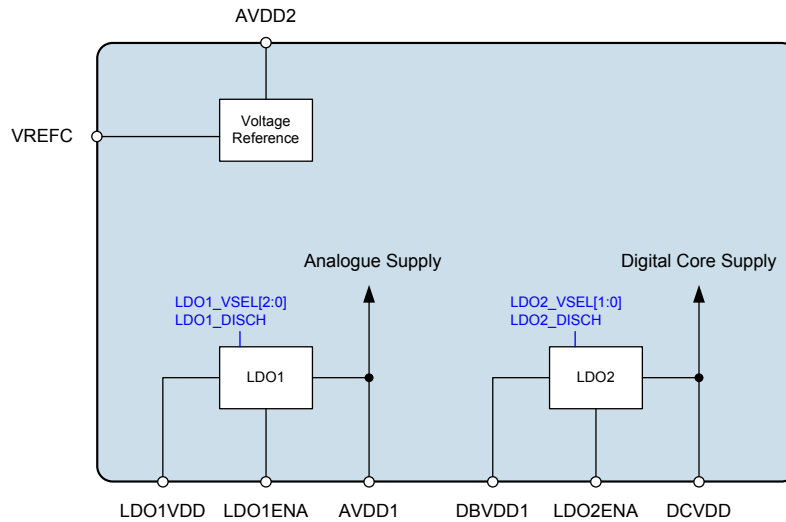 AVDD2
Voltage
Reference
VREFC
Analogue Supply
Digital Core Supply
LDO1_VSEL[2:0]
LDO1_DISCH
LDO2_VSEL[1:0]
LDO2_DISCH
LDO1
LDO2
LDO1VDD
LDO1ENA
AVDD1
DBVDD1
LDO2ENA
DCVDD